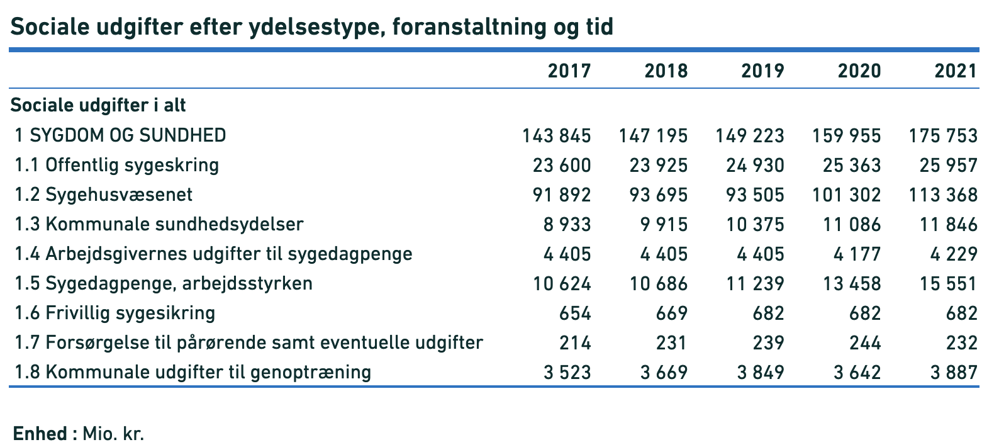 Sociale udgifter efter ydelsestype, foranstaltning og tid
2017 2018 2019 2020 2021
Sociale udgifter i alt
1 SYGDOM OG SUNDHED 143 845 147 195 149 223 159 955 175 753
1.1 Offentlig sygeskring 23 600 23 925 24 930 25 363 25 957
1.2 Sygehusvæsenet 91 892 93 695 93 505 101 302 113 368
1.3 Kommunale sundhedsydelser 8 933 9 915 10 375 11 086 11 846
1.4 Arbejdsgivernes udgifter til sygedagpenge 4 405 4 405 4 405 4 177 4 229
1.5 Sygedagpenge, arbejdsstyrken 10 624 10 686 11 239 13 458 15 551
1.6 Frivillig sygesikring 654 669 682 682 682
1.7 Forsørgelse til pårørende samt eventuelle udgifter 214 231 239 244 232
1.8 Kommunale udgifter til genoptræning 3 523 3 669 3 849 3 642 3 887
Enhed : Mio. kr.